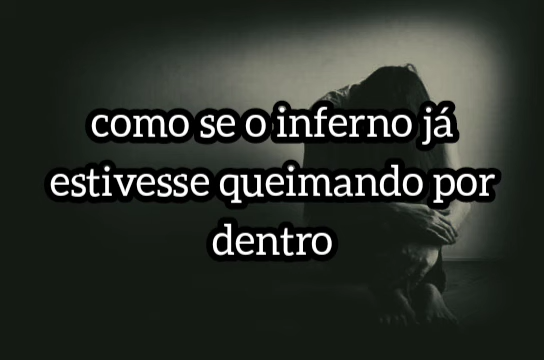 como se o inferno já
estivesse queimando por
dentro